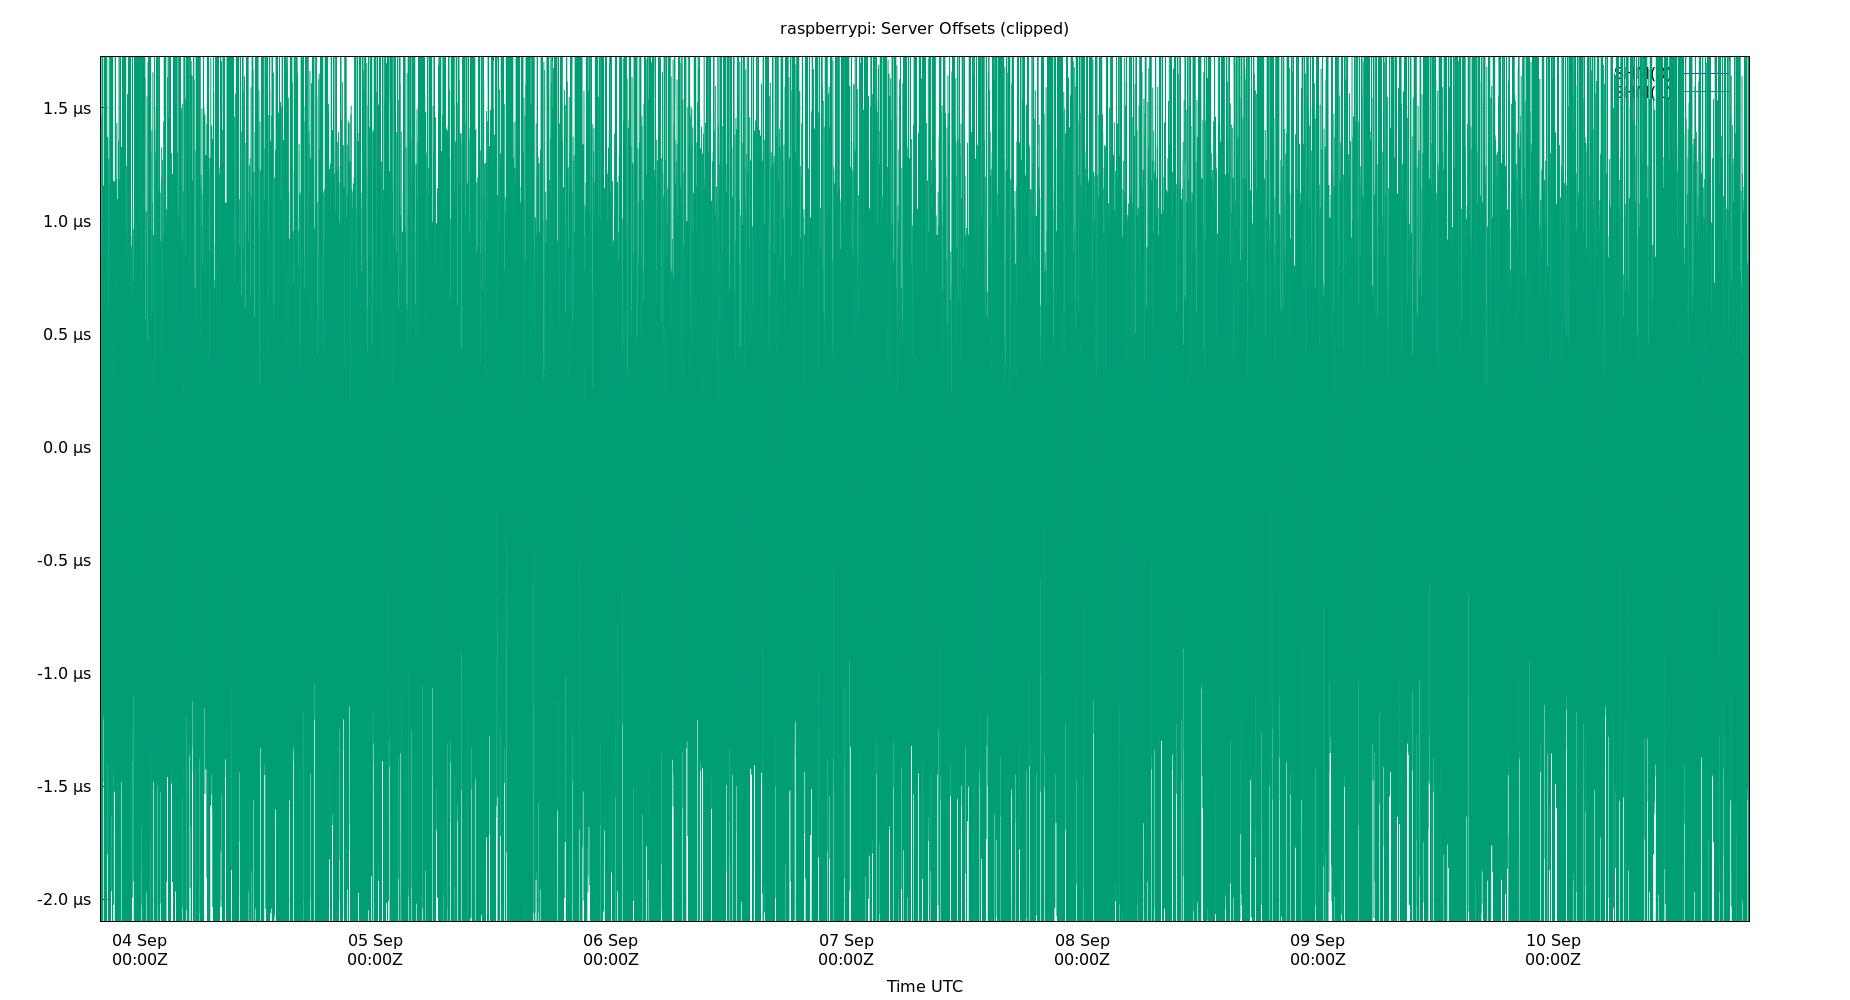 raspberrypi: Server Offsets (clipped)
1.5 µs
1.0 µs
0.5 µs
0.0 µs
-0.5 µs
-1.0 µs
-1.5 µs
-2.0 µs
04 Sep 05 Sep 06 Sep 07 Sep 08 Sep 09 Sep 10 Sep
00:00Z 00:00Z 00:00Z 00:00Z 00:00Z 00:00Z 00:00Z
Time UTC